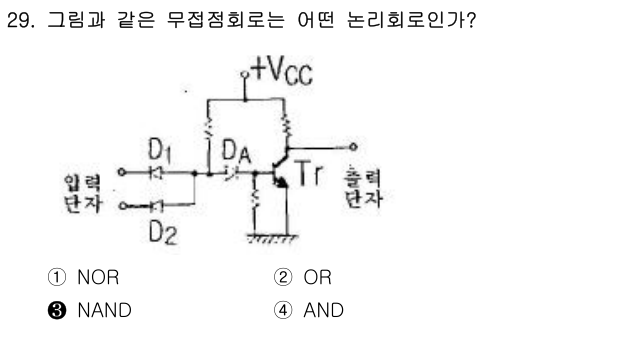 29. 그림과 같은 무접점회로는 어떤 논리회로인가?
+VCC
D1 DA
입력 Tr 출력
단자 단자
D2
① NOR ② OR
❸ NAND ④ AND